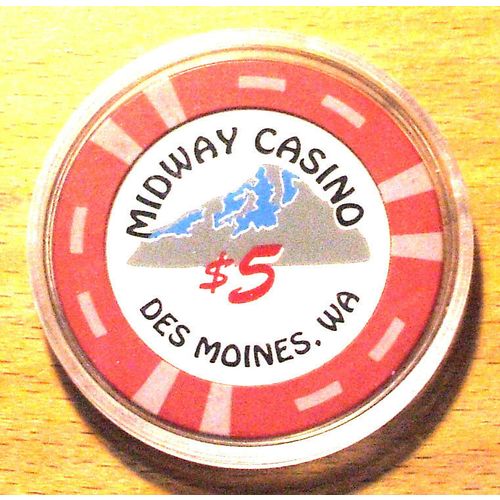 MIDWAY CASINO
$5
DES MOINES, WA